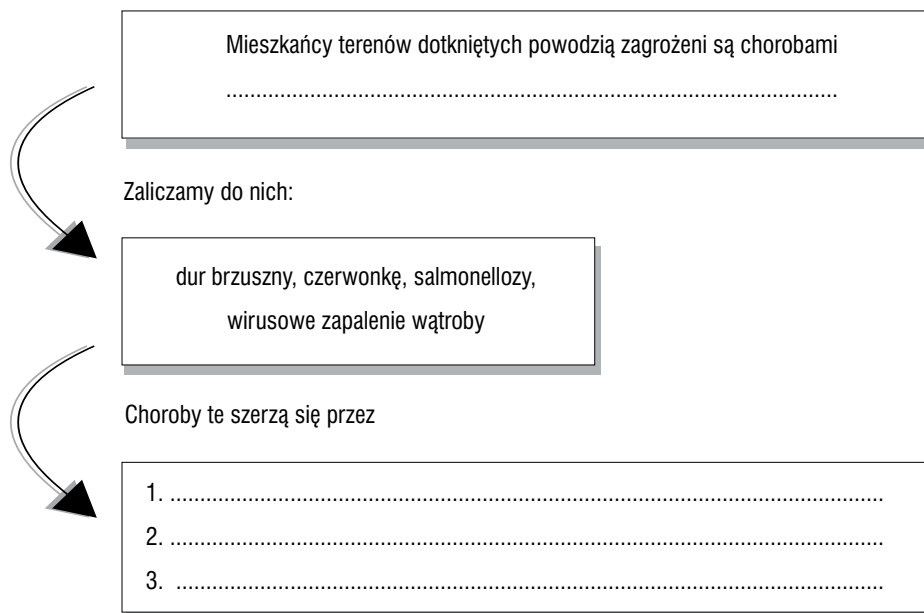 Mieszkańcy terenów dotkniętych powodzią zagrożeni są chorobami
......................................................................................................
Zaliczamy do nich:
dur brzuszny, czerwonkę, salmonellozy,
wirusowe zapalenie wątroby
Choroby te szerzą się przez
1. ......................................................................................................................
2. ......................................................................................................................
3. .....................................................................................................................